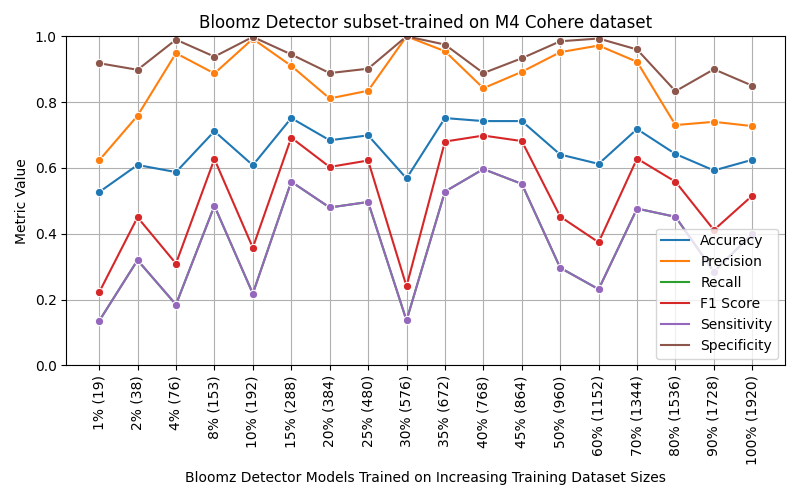 Bloomz Detector subset-trained on M4 Cohere dataset
Metric Value
1.0
0.8
0.6
0.4
0.2
0.0
Accuracy
Precision
Recall
F1 Score
Sensitivity
Specificity
1% (19)
2% (38)
4% (76)
8% (153)
10% (192)
15% (288)
20% (384)
25% (480)
30% (576)
35% (672)
40% (768)
45% (864)
50% (960)
60% (1152)
70% (1344)
80% (1536)
90% (1728)
100% (1920)
Bloomz Detector Models Trained on Increasing Training Dataset Sizes